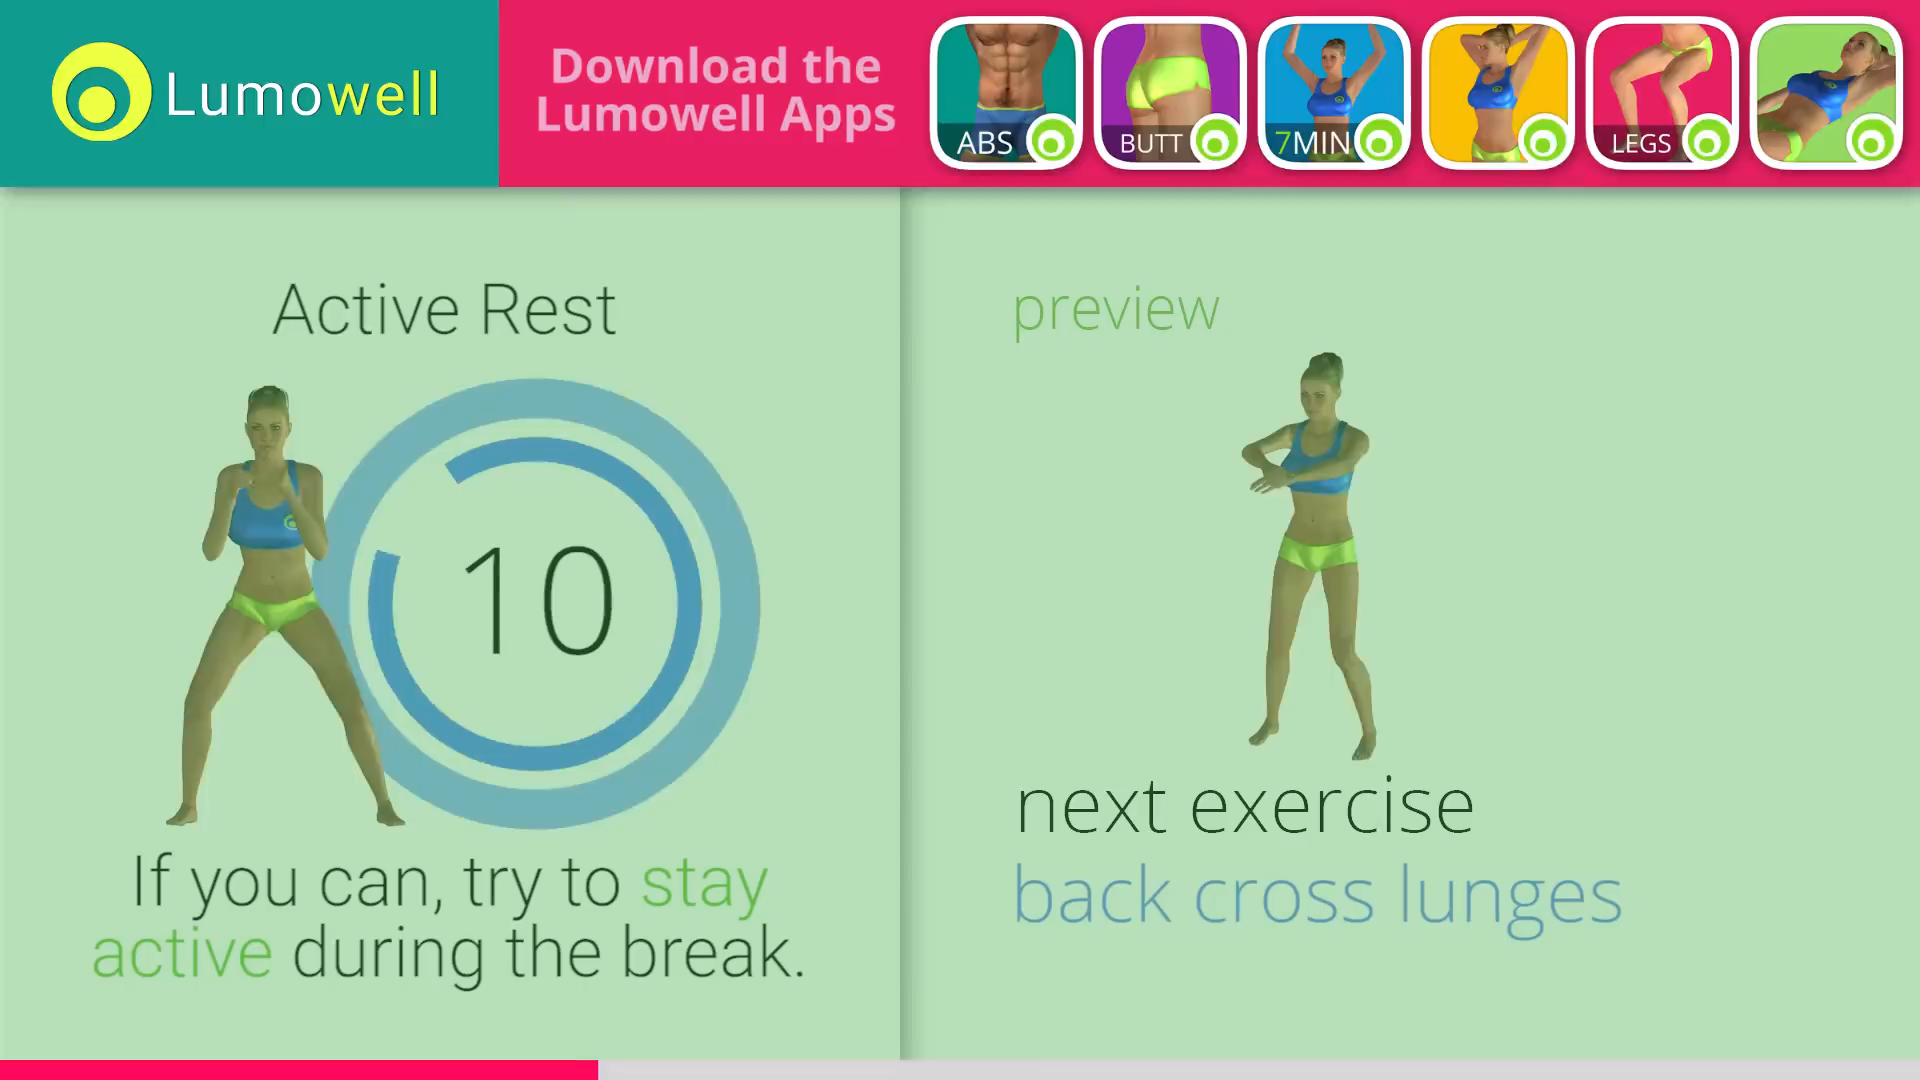 Lumowell
Download the
Lumowell Apps
ABS
BUTT
7MIN
LEGS
Active Rest
10
If you can, try to stay
active during the break.
preview
next exercise
back cross lunges